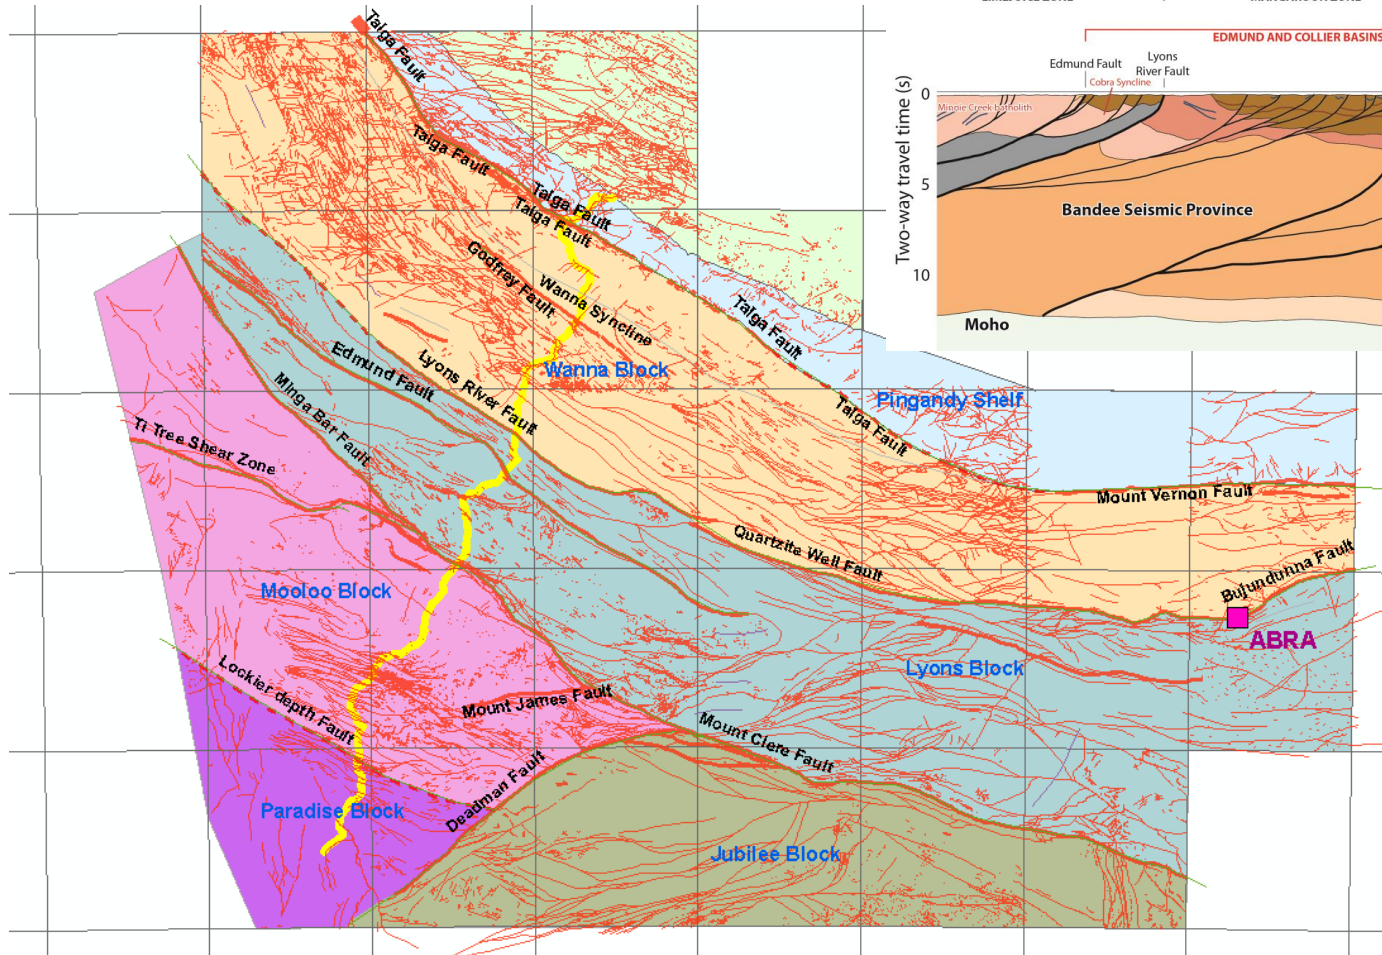 EDMUND AND COLLIER BASINS
Edmund Fault
Lyons
River Fault
Cobra Syncline
Minnie Creek batholith
Two-way travel time (s)
0
5
10
Bandee Seismic Province
Moho
Talga Fault
Talga Fault
Talga Fault
Talga Fault
Godfrey Fault
Wanna Syncline
Talga Fault
Wanna Block
Edmund Fault
Lyons River Fault
Minga Bar Fault
Pingandy Shelf
Talga Fault
Ti Tree Shear Zone
Mount Vernon Fault
Quartzite Well Fault
Bujundunna Fault
Mooloo Block
ABRA
Lyons Block
Lockier depth Fault
Mount James Fault
Mount Clere Fault
Deadman Fault
Paradise Block
Jubilee Block